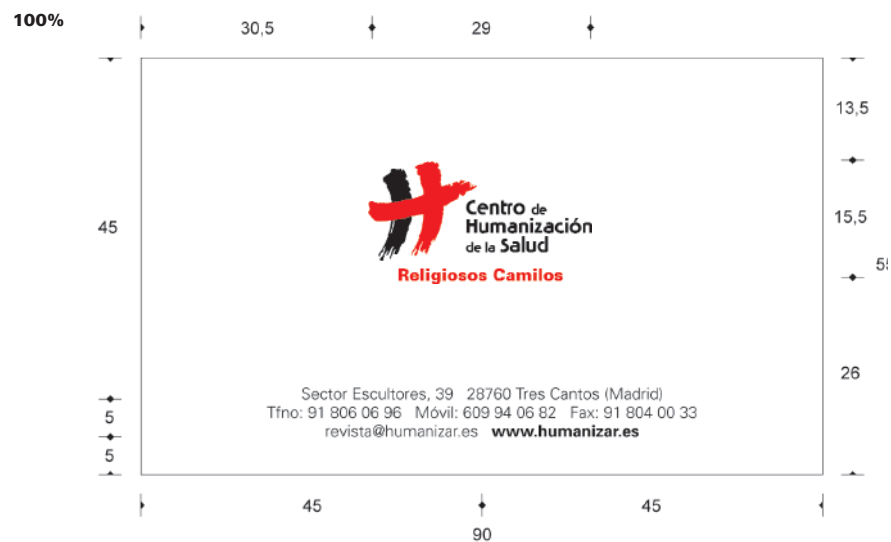 100%
30,5 29
13,5
45
15,5
55
Centro de
Humanización
de la Salud
Religiosos Camilos
26
5
5
Sector Escultores, 39 28760 Tres Cantos (Madrid)
Tfno: 91 806 06 96 Móvil: 609 94 06 82 Fax: 91 804 00 33
revista@humanizar.es www.humanizar.es
45 45
90